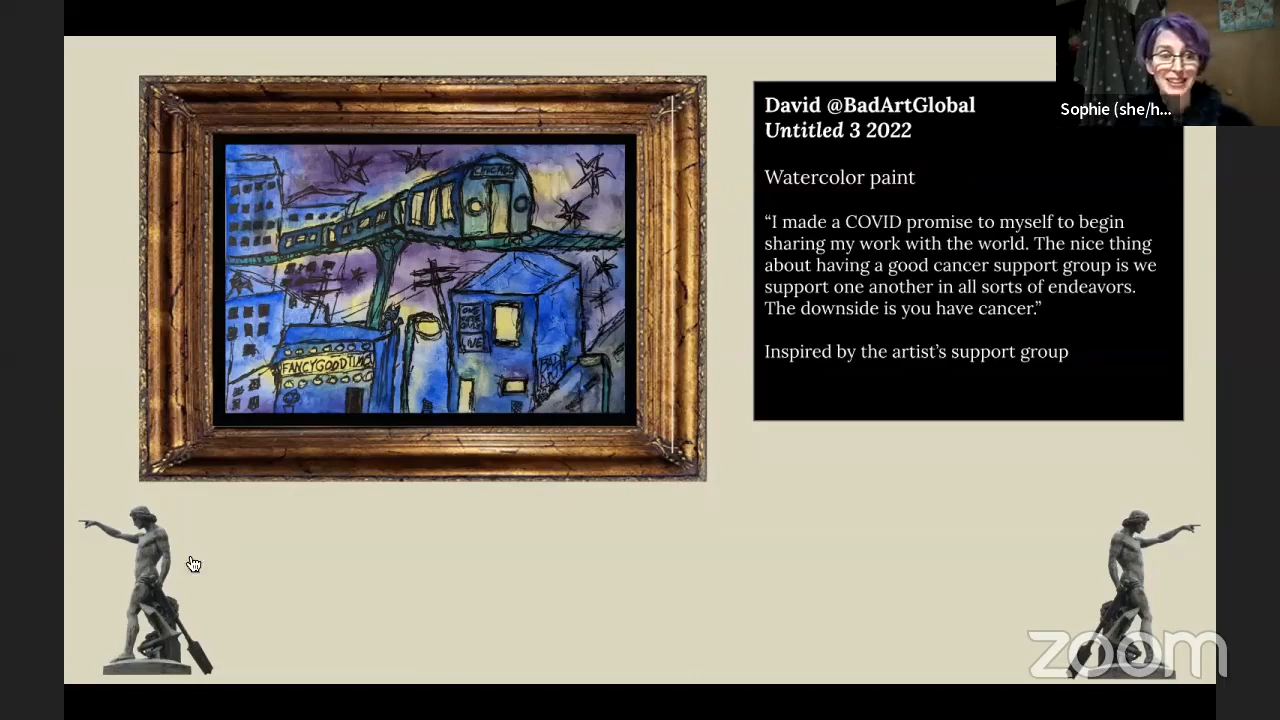 David @BadArtGlobal
Untitled 3 2022
Watercolor paint
“I made a COVID promise to myself to begin
sharing my work with the world. The nice thing
about having a good cancer support group is we
support one another in all sorts of endeavors.
The downside is you have cancer.”
Inspired by the artist’s support group
Sophie (she/h...
FANCYGOODTIME
LIVE
zoom